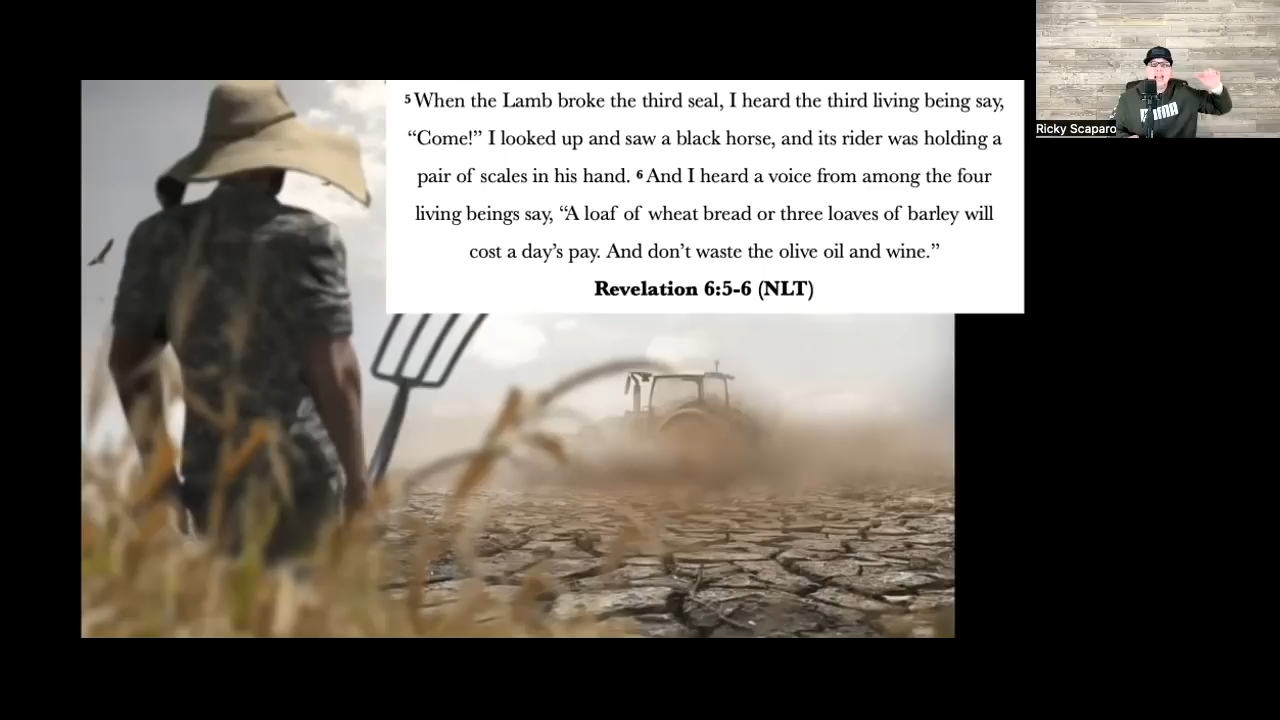 ⁵ When the Lamb broke the third seal, I heard the third living being say,
“Come!” I looked up and saw a black horse, and its rider was holding a
pair of scales in his hand. ⁶ And I heard a voice from among the four
living beings say, “A loaf of wheat bread or three loaves of barley will
cost a day’s pay. And don’t waste the olive oil and wine.”
Revelation 6:5-6 (NLT)
Ricky Scaparo